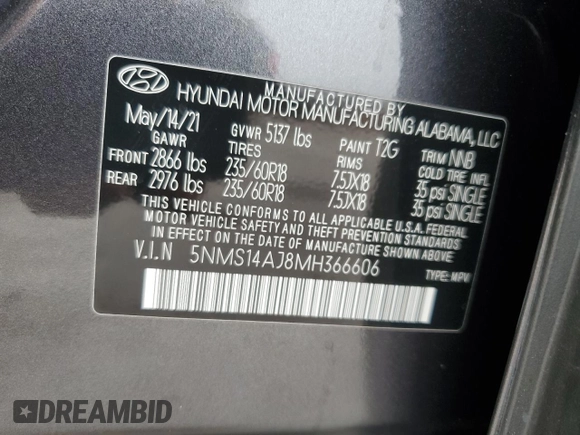 MANUFACTURED BY
HYUNDAI MOTOR MANUFACTURING ALABAMA, LLC
May/14/21 GVWR 5137 lbs PAINT T2G TRIM NNB
GAWR TIRES RIMS COLD TIRE INFL.
FRONT 2866 lbs 235/60R18 7.5JX18 35 psi SINGLE
REAR 2976 lbs 235/60R18 7.5JX18 35 psi SINGLE
THIS VEHICLE CONFORMS TO ALL APPLICABLE U.S.A. FEDERAL
MOTOR VEHICLE SAFETY AND THEFT PREVENTION STANDARDS
IN EFFECT ON THE DATE OF MANUFACTURE SHOWN ABOVE.
V.I.N 5NMS14AJ8MH366606
TYPE: MPV
DREAMBID